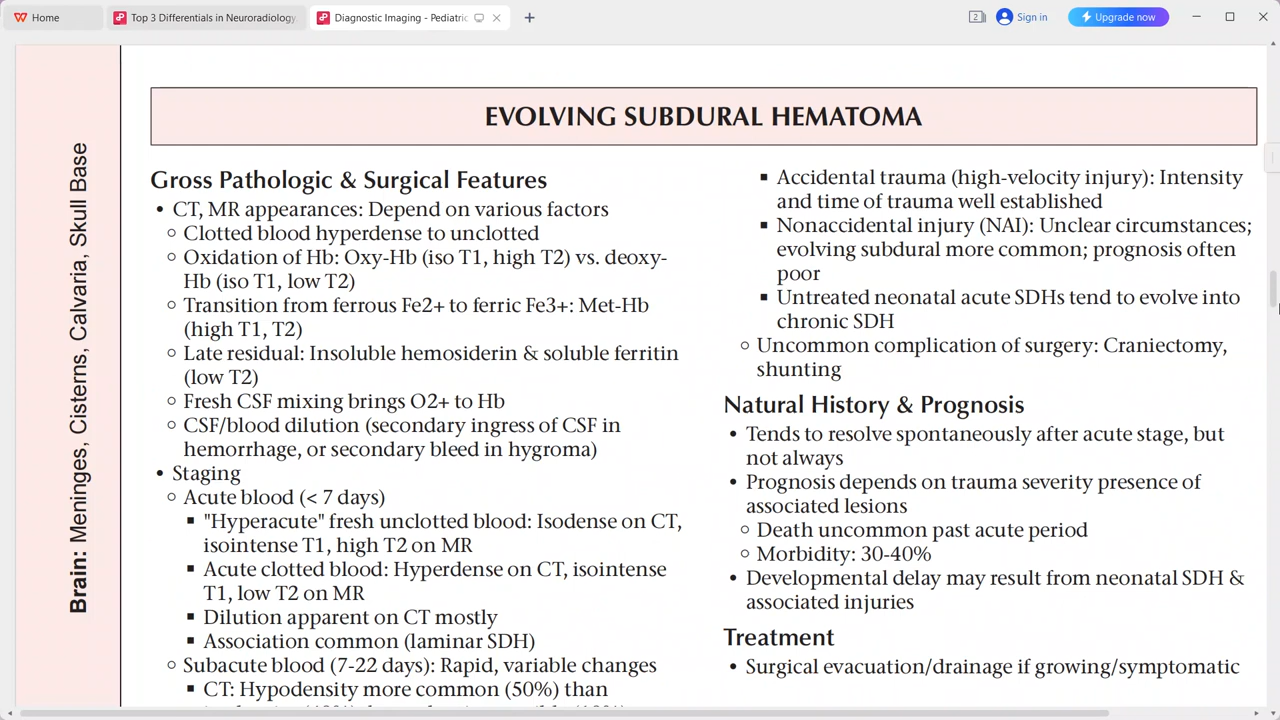 Home
Top 3 Differentials in Neuroradiology.
Diagnostic Imaging - Pediatric
Sign in
Upgrade now
Brain: Meninges, Cisterns, Calvaria, Skull Base
EVOLVING SUBDURAL HEMATOMA
Gross Pathologic & Surgical Features
• CT, MR appearances: Depend on various factors
○ Clotted blood hyperdense to unclotted
○ Oxidation of Hb: Oxy-Hb (iso T1, high T2) vs. deoxy-
Hb (iso T1, low T2)
○ Transition from ferrous Fe2+ to ferric Fe3+: Met-Hb
(high T1, T2)
○ Late residual: Insoluble hemosiderin & soluble ferritin
(low T2)
○ Fresh CSF mixing brings O2+ to Hb
○ CSF/blood dilution (secondary ingress of CSF in
hemorrhage, or secondary bleed in hygroma)
• Staging
○ Acute blood (< 7 days)
▪ "Hyperacute" fresh unclotted blood: Isodense on CT,
isointense T1, high T2 on MR
▪ Acute clotted blood: Hyperdense on CT, isointense
T1, low T2 on MR
▪ Dilution apparent on CT mostly
▪ Association common (laminar SDH)
○ Subacute blood (7-22 days): Rapid, variable changes
▪ CT: Hypodensity more common (50%) than
▪ Accidental trauma (high-velocity injury): Intensity
and time of trauma well established
▪ Nonaccidental injury (NAI): Unclear circumstances;
evolving subdural more common; prognosis often
poor
▪ Untreated neonatal acute SDHs tend to evolve into
chronic SDH
○ Uncommon complication of surgery: Craniectomy,
shunting
Natural History & Prognosis
• Tends to resolve spontaneously after acute stage, but
not always
• Prognosis depends on trauma severity presence of
associated lesions
○ Death uncommon past acute period
○ Morbidity: 30-40%
• Developmental delay may result from neonatal SDH &
associated injuries
Treatment
• Surgical evacuation/drainage if growing/symptomatic